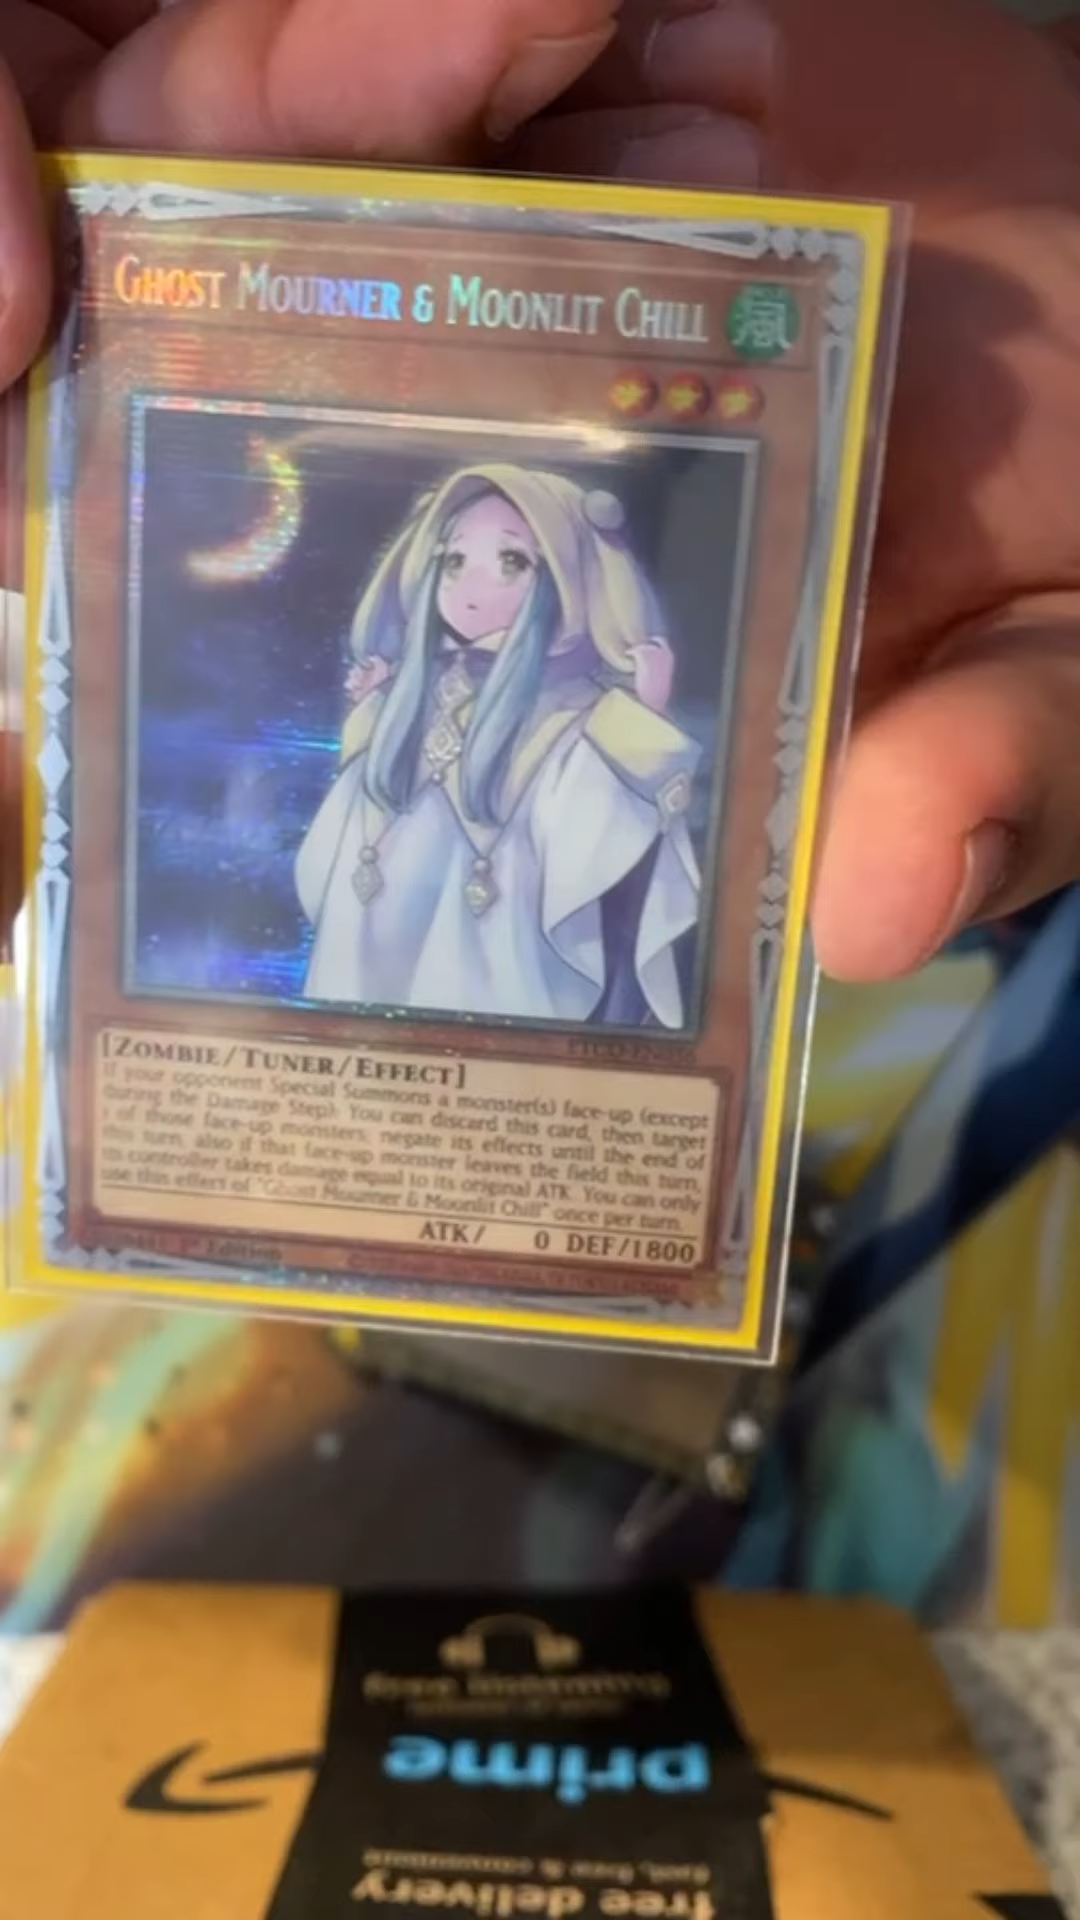 GHOST MOURNER & MOONLIT CHILL
風
[ZOMBIE/TUNER/EFFECT]
If your opponent Special Summons a monster(s) face-up (except
during the Damage Step): You can discard this card, then target
1 of those face-up monsters; negate its effects until the end of
this turn, also if that face-up monster leaves the field this turn,
its controller takes damage equal to its original ATK. You can only
use this effect of "Ghost Mourner & Moonlit Chill" once per turn.
ATK/ 0 DEF/1800
1st Edition
prime
free delivery